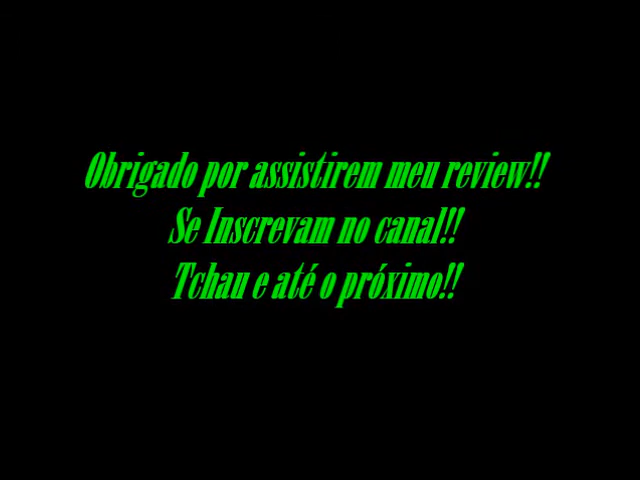 Obrigado por assistirem meu review!!
Se Inscrevam no canal!!
Tchau e até o próximo!!